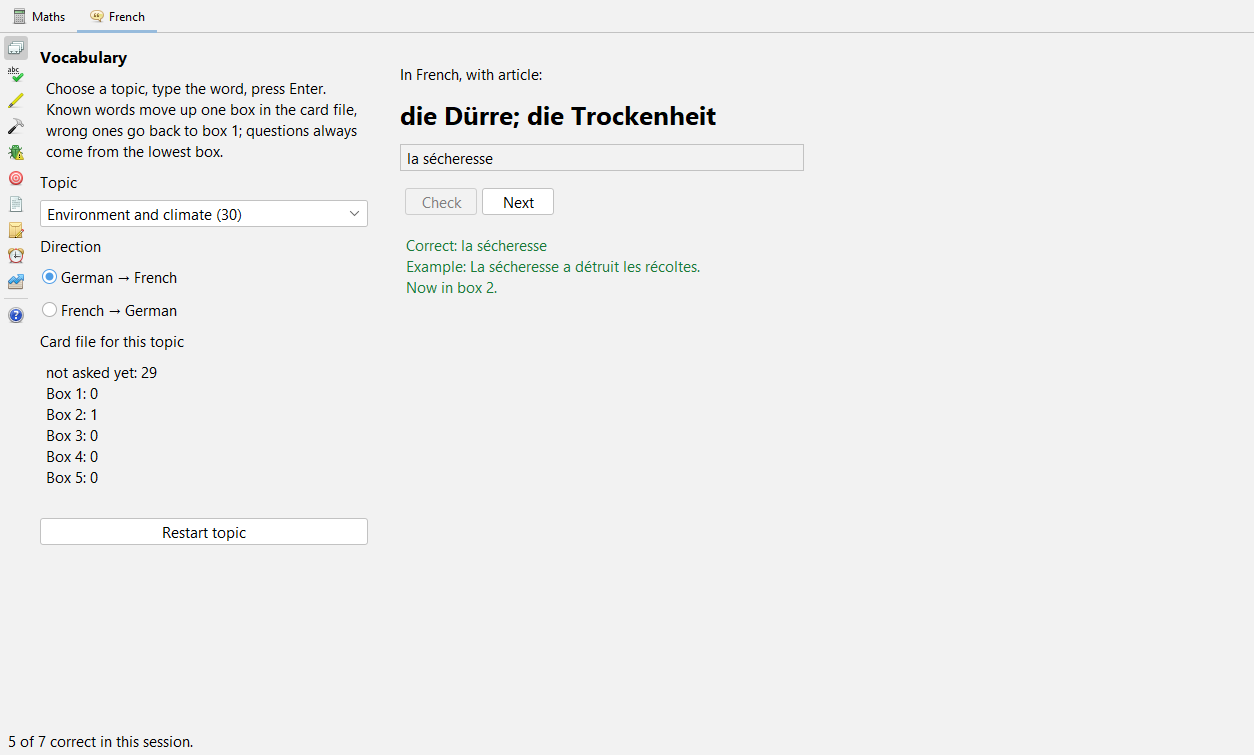 Maths
French
Vocabulary
Choose a topic, type the word, press Enter.
Known words move up one box in the card file,
wrong ones go back to box 1; questions always
come from the lowest box.
Topic
Environment and climate (30)
Direction
German → French
French → German
Card file for this topic
not asked yet: 29
Box 1: 0
Box 2: 1
Box 3: 0
Box 4: 0
Box 5: 0
Restart topic
In French, with article:
die Dürre; die Trockenheit
la sécheresse
Check
Next
Correct: la sécheresse
Example: La sécheresse a détruit les récoltes.
Now in box 2.
5 of 7 correct in this session.